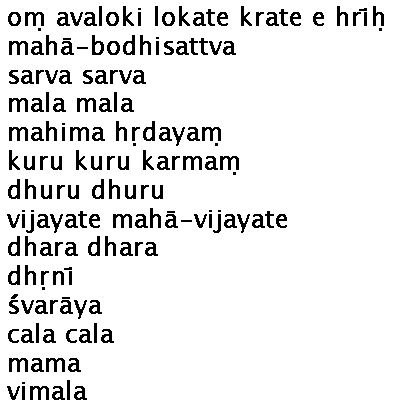 oṃ avaloki lokate krate e hrīḥ
mahā-bodhisattva
sarva sarva
mala mala
mahima hṛdayaṃ
kuru kuru karmaṃ
dhuru dhuru
vijayate mahā-vijayate
dhara dhara
dhṛnī
śvarāya
cala cala
mama
vimala